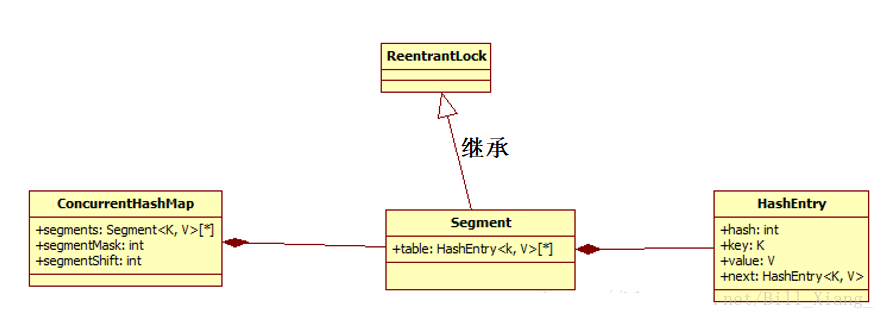 ReentrantLock
继承
ConcurrentHashMap
+segments: Segment<K, V>[*]
+segmentMask: int
+segmentShift: int
Segment
+table: HashEntry<k, V>[*]
HashEntry
+hash: int
+key: K
+value: V
+next: HashEntry<K, V>
.net/Bill_Xiang_